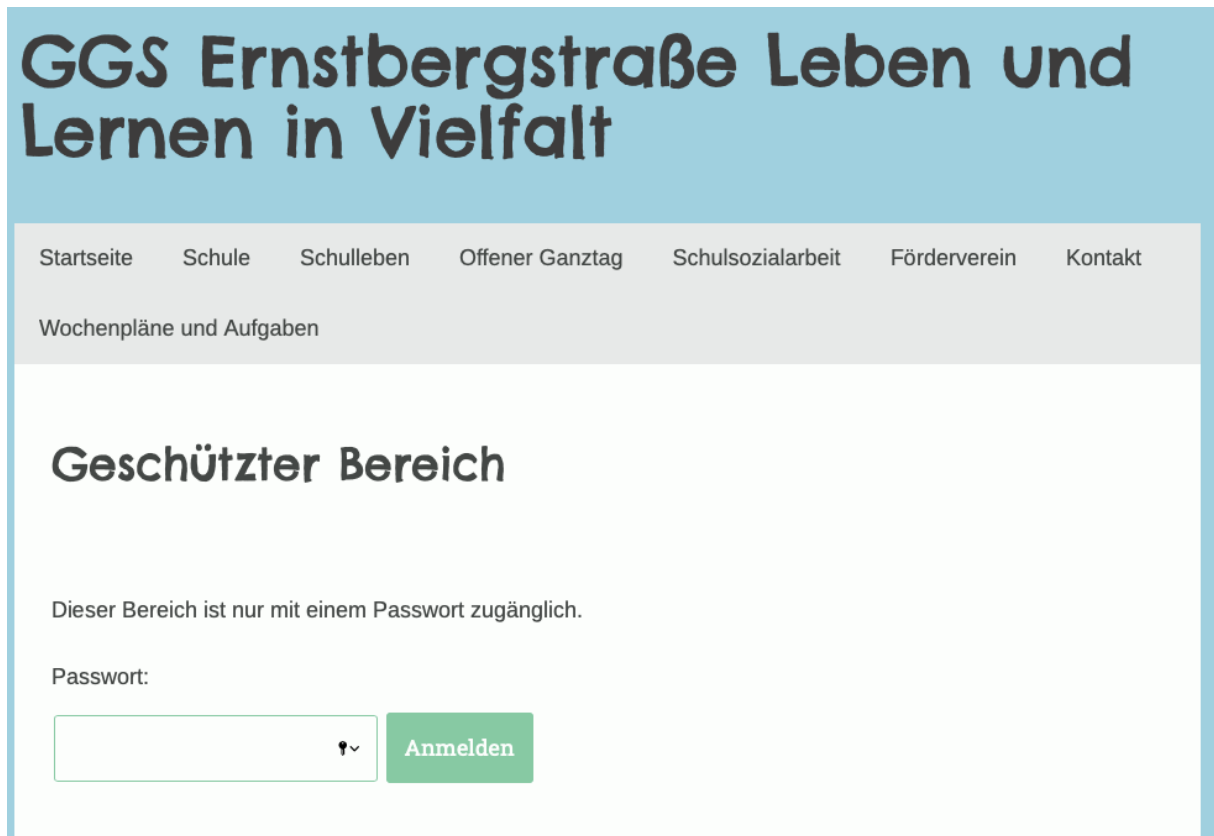 GGS Ernstbergstraße Leben und
Lernen in Vielfalt
Startseite Schule Schulleben Offener Ganztag Schulsozialarbeit Förderverein Kontakt
Wochenpläne und Aufgaben
Geschützter Bereich
Dieser Bereich ist nur mit einem Passwort zugänglich.
Passwort:
Anmelden